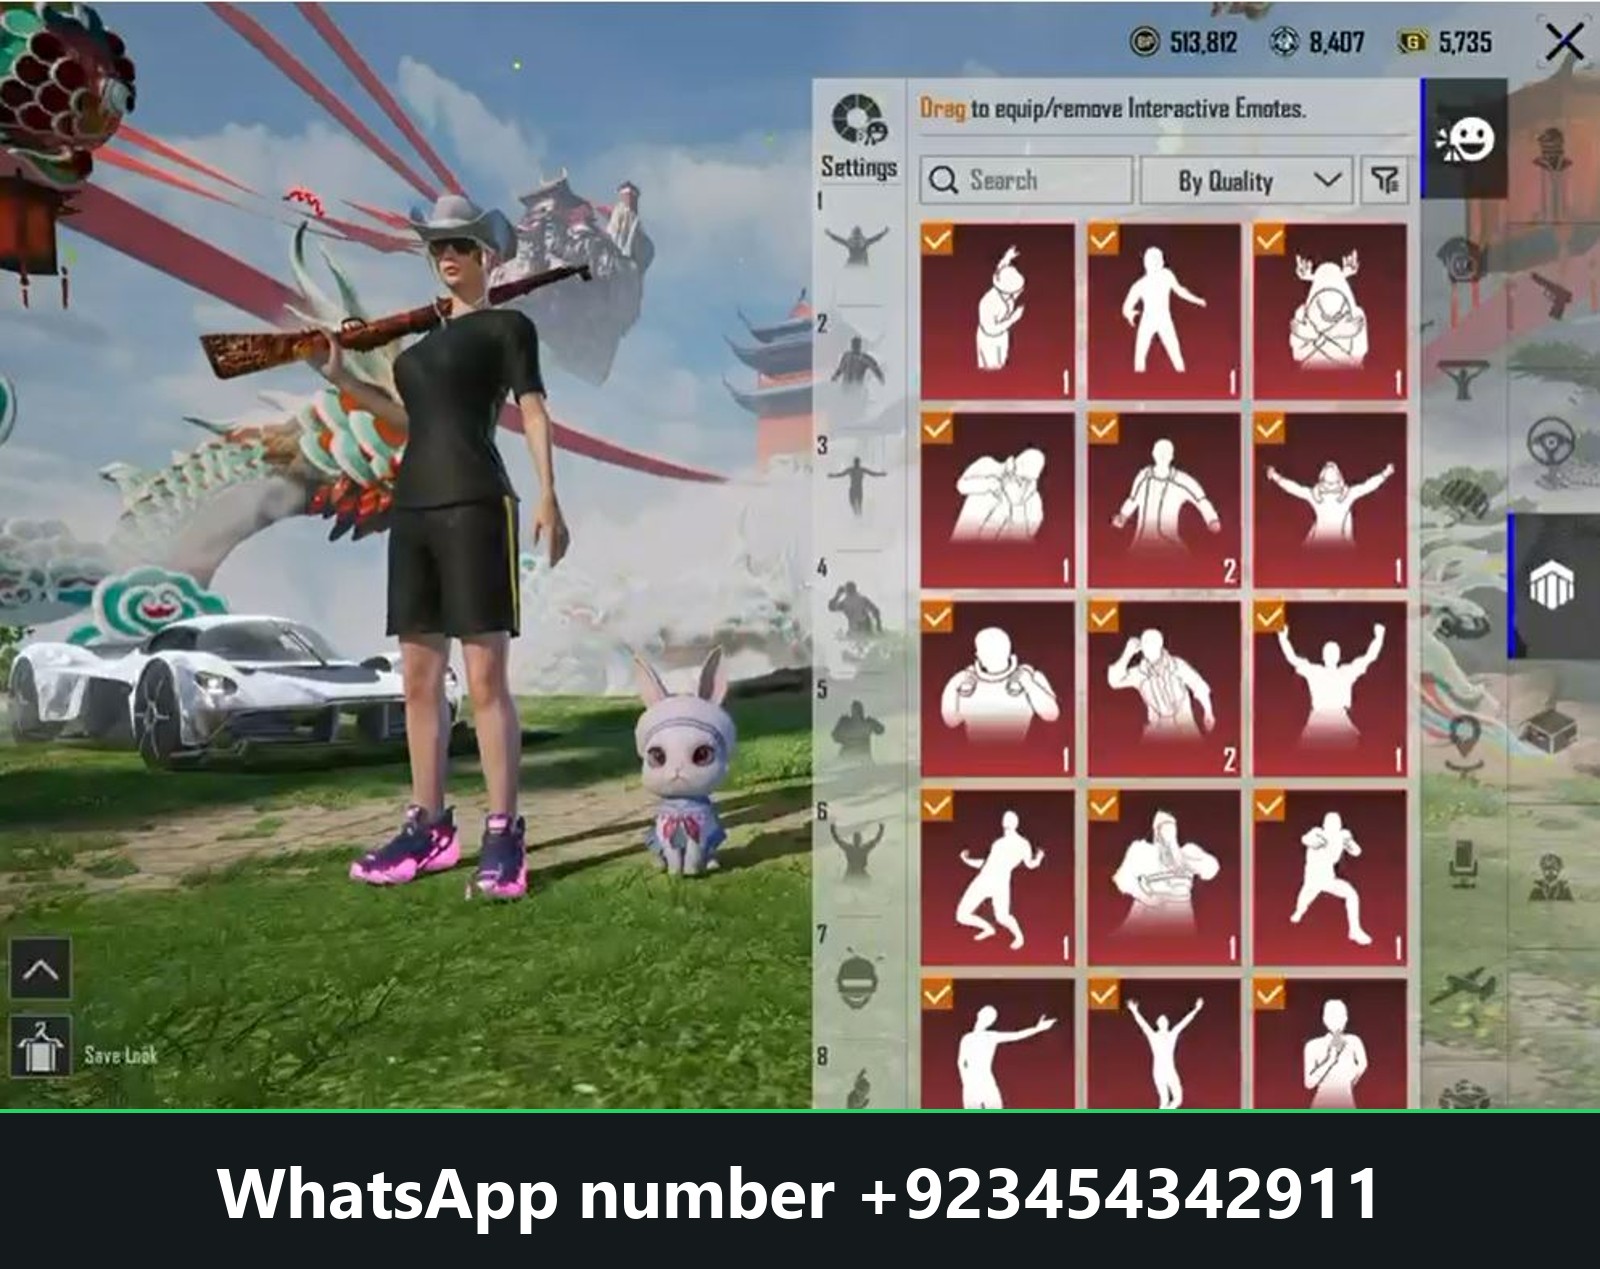 513,812 8,407 5,735
Drag to equip/remove Interactive Emotes.
Settings
Search By Quality
1
2
3
4
5
6
7
8
1 1 1
1 2 1
1 2 1
1 1 1
2
Save Look
WhatsApp number +923454342911